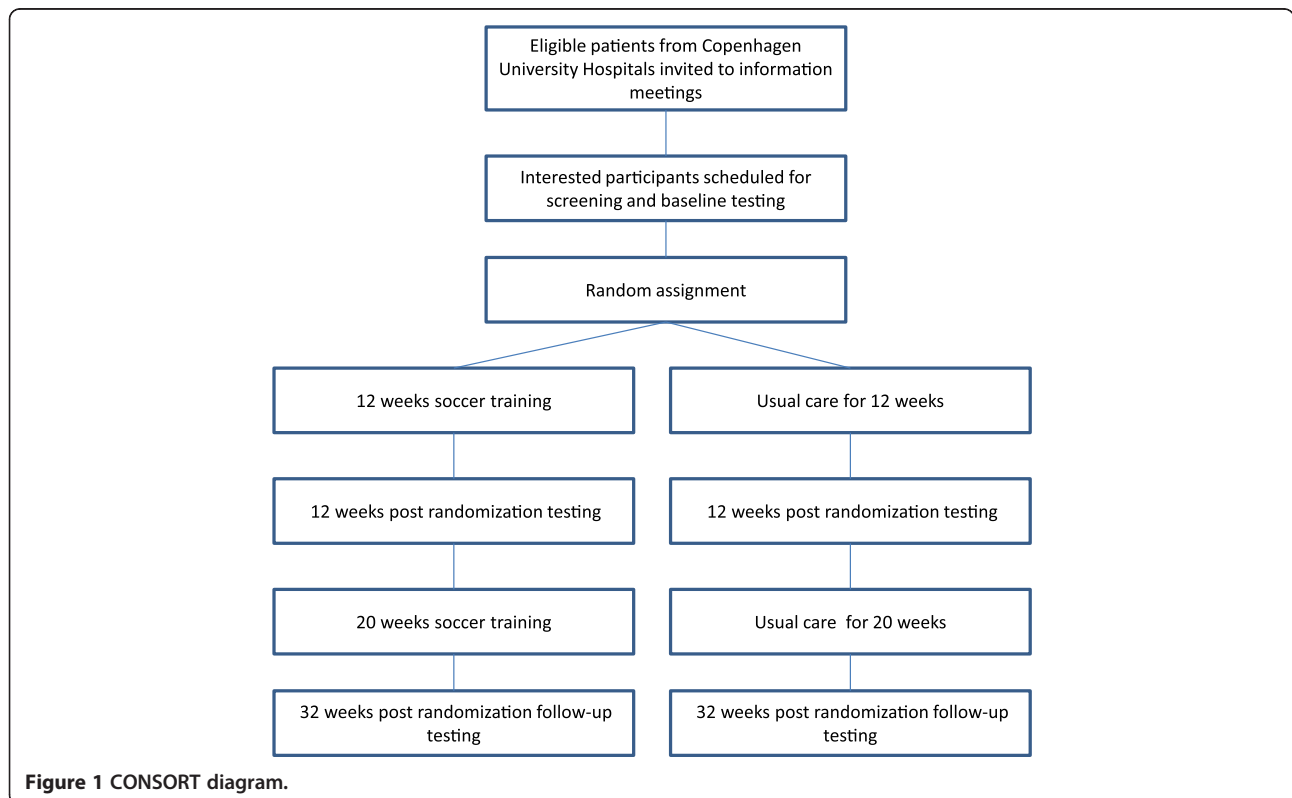 Eligible patients from Copenhagen
University Hospitals invited to information
meetings
Interested participants scheduled for
screening and baseline testing
Random assignment
12 weeks soccer training
Usual care for 12 weeks
12 weeks post randomization testing
12 weeks post randomization testing
20 weeks soccer training
Usual care  for 20 weeks
32 weeks post randomization follow-up
testing
32 weeks post randomization follow-up
testing
Figure 1 CONSORT diagram.